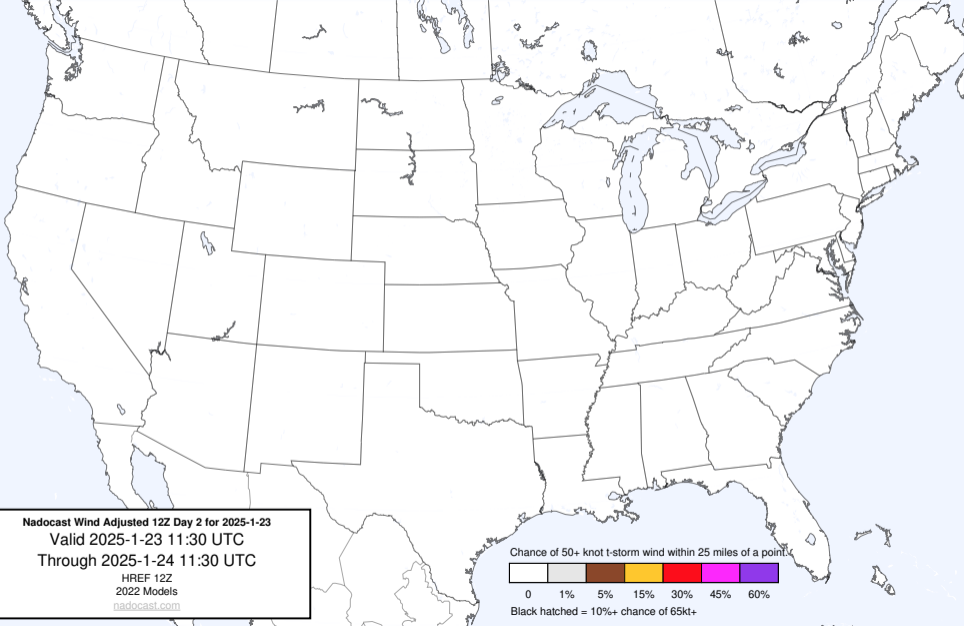 Nadocast Wind Adjusted 12Z Day 2 for 2025-1-23
Valid 2025-1-23 11:30 UTC
Through 2025-1-24 11:30 UTC
HREF 12Z
2022 Models
nadocast.com
Chance of 50+ knot t-storm wind within 25 miles of a point.
0 1% 5% 15% 30% 45% 60%
Black hatched = 10%+ chance of 65kt+